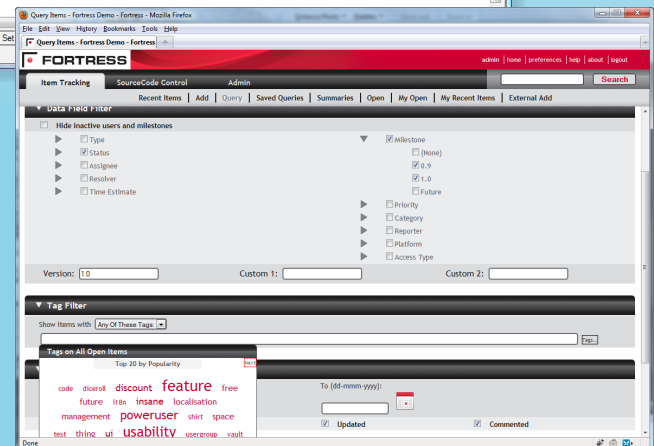 Query Items - Fortress Demo - Fortress - Mozilla Firefox
File Edit View History Bookmarks Tools Help
Set
Query Items - Fortress Demo - Fortress
FORTRESS
admin | home | preferences | help | about | logout
Item Tracking SourceCode Control Admin
Search
Recent Items | Add | Query | Saved Queries | Summaries | Open | My Open | My Recent Items | External Add
Data Field Filter
Hide inactive users and milestones
Type
Status
Assignee
Resolver
Time Estimate
Milestone
(None)
0.9
1.0
Future
Priority
Category
Reporter
Platform
Access Type
Version: 1.0 Custom 1: Custom 2:
Tag Filter
Show items with Any Of These Tags
Tags...
Tags on All Open Items
Top 20 by Popularity
code diceroll discount feature free
future i18n insane localisation
management poweruser shirt space
test thing ui usability usergroup vault
To (dd-mmm-yyyy):
Updated Commented
Done